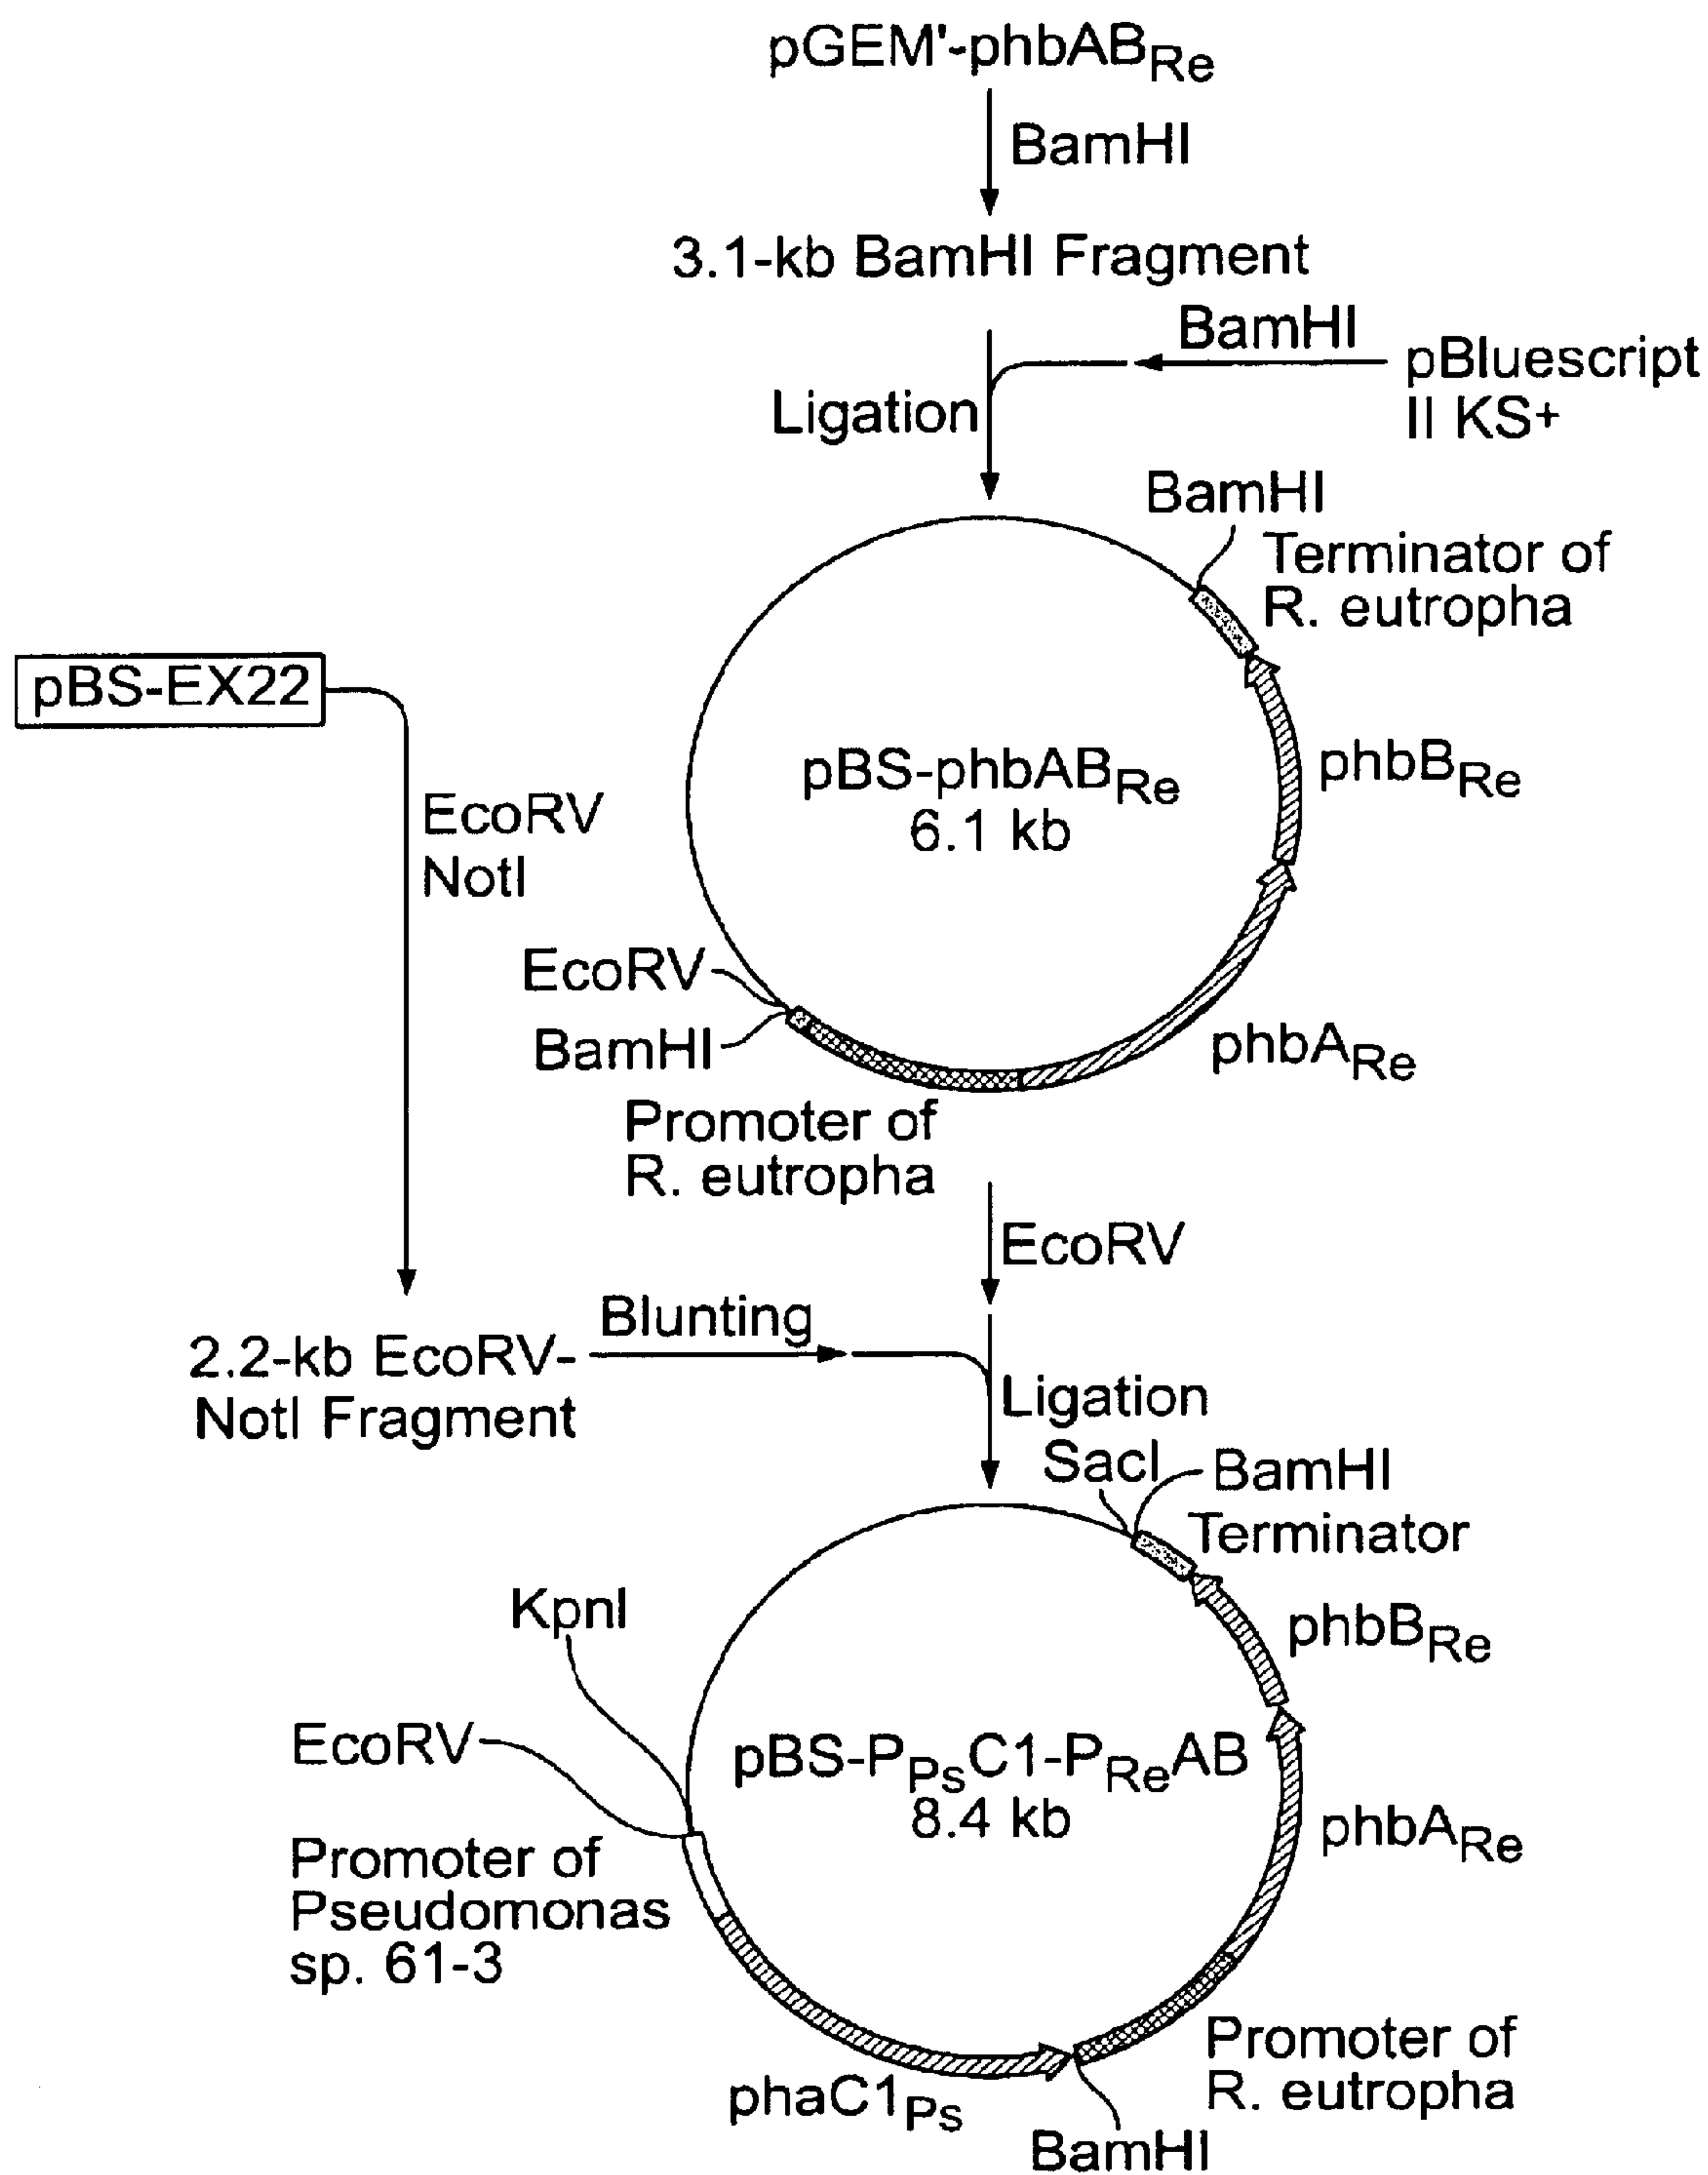 pGEM'-phbABRe
BamHI
3.1-kb BamHI Fragment
BamHI
pBluescript
II KS+
Ligation
BamHI
Terminator of
R. eutropha
pBS-EX22
phbBRe
pBS-phbABRe
6.1 kb
EcoRV
NotI
EcoRV
BamHI
phbARe
Promoter of
R. eutropha
EcoRV
Blunting
2.2-kb EcoRV-
NotI Fragment
Ligation
SacI
BamHI
Terminator
KpnI
phbBRe
EcoRV
pBS-PPsC1-PReAB
8.4 kb
phbARe
Promoter of
Pseudomonas
sp. 61-3
Promoter of
R. eutropha
phaC1Ps
BamHI